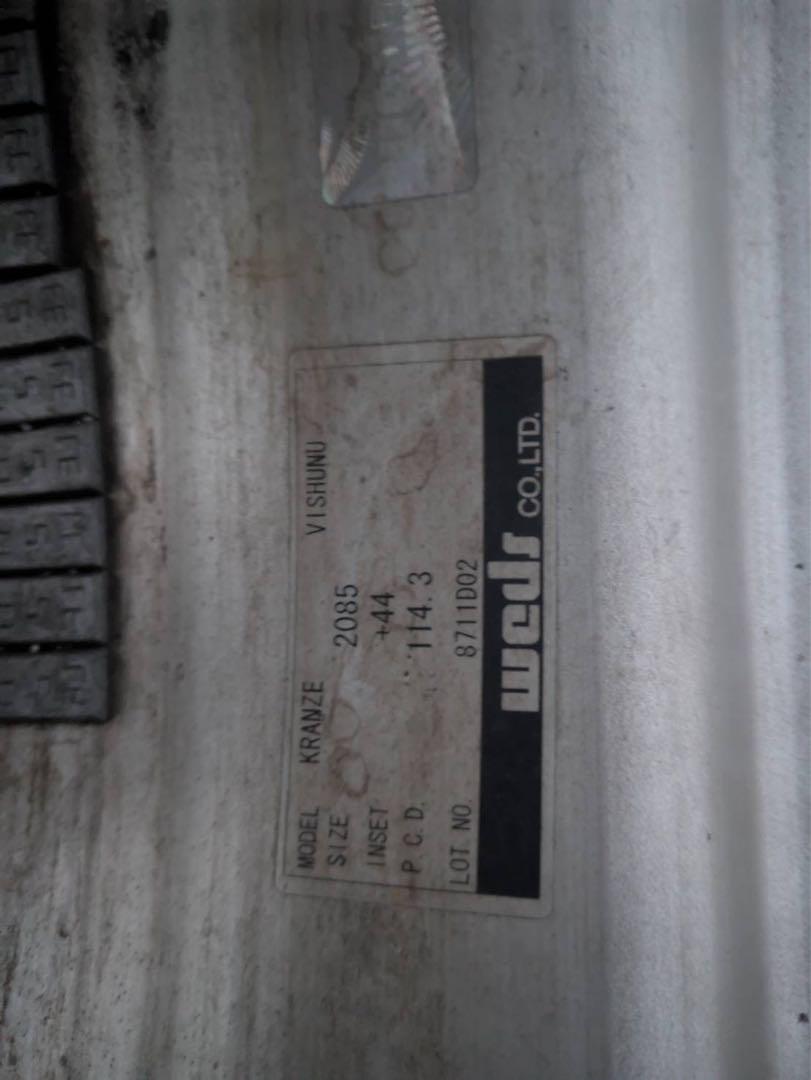 MODEL KRANZE VISHUNU
SIZE 2085
INSET +44
P.C.D. 114.3
LOT NO. 8711D02
weds CO.,LTD.